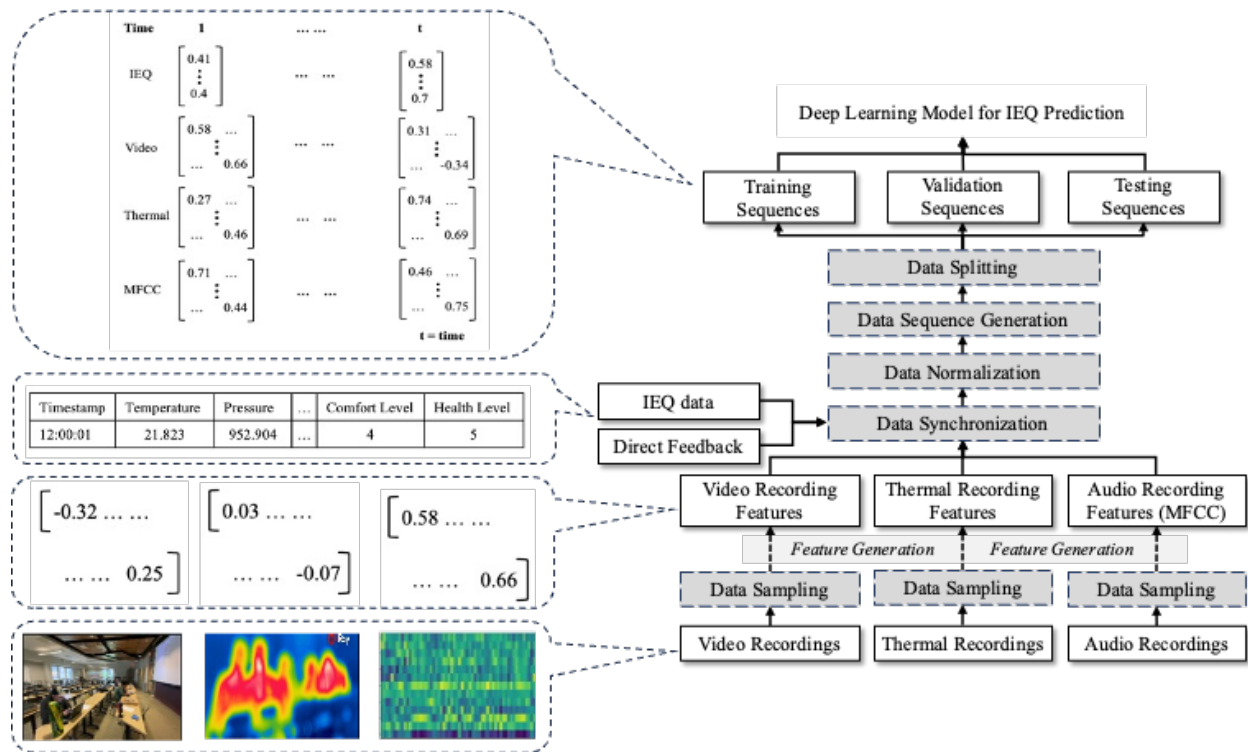 Time 1 ... ... t
IEQ
0.41
0.4
... ...
0.58
0.7
Video
0.58 ...
... 0.66
... ...
0.31 ...
... -0.34
Thermal
0.27 ...
... 0.46
... ...
0.74 ...
... 0.69
MFCC
0.71 ...
... 0.44
... ...
0.46 ...
... 0.75
t = time
Deep Learning Model for IEQ Prediction
Training
Sequences
Validation
Sequences
Testing
Sequences
Data Splitting
Data Sequence Generation
Data Normalization
Data Synchronization
IEQ data
Direct Feedback
Timestamp Temperature Pressure ... Comfort Level Health Level
12:00:01 21.823 952.904 ... 4 5
-0.32 ... ...
... ... 0.25
0.03 ... ...
... ... -0.07
0.58 ... ...
... ... 0.66
Video Recording
Features
Thermal Recording
Features
Audio Recording
Features (MFCC)
Feature Generation
Feature Generation
Data Sampling
Data Sampling
Data Sampling
Video Recordings
Thermal Recordings
Audio Recordings